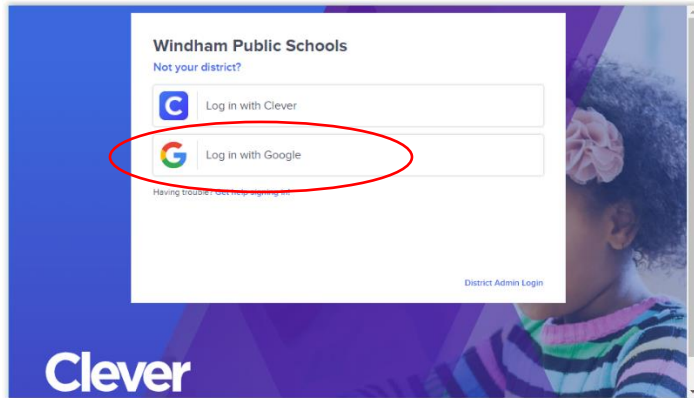 Windham Public Schools
Not your district?
C Log in with Clever
G Log in with Google
Having trouble? Get help signing in!
District Admin Login
Clever